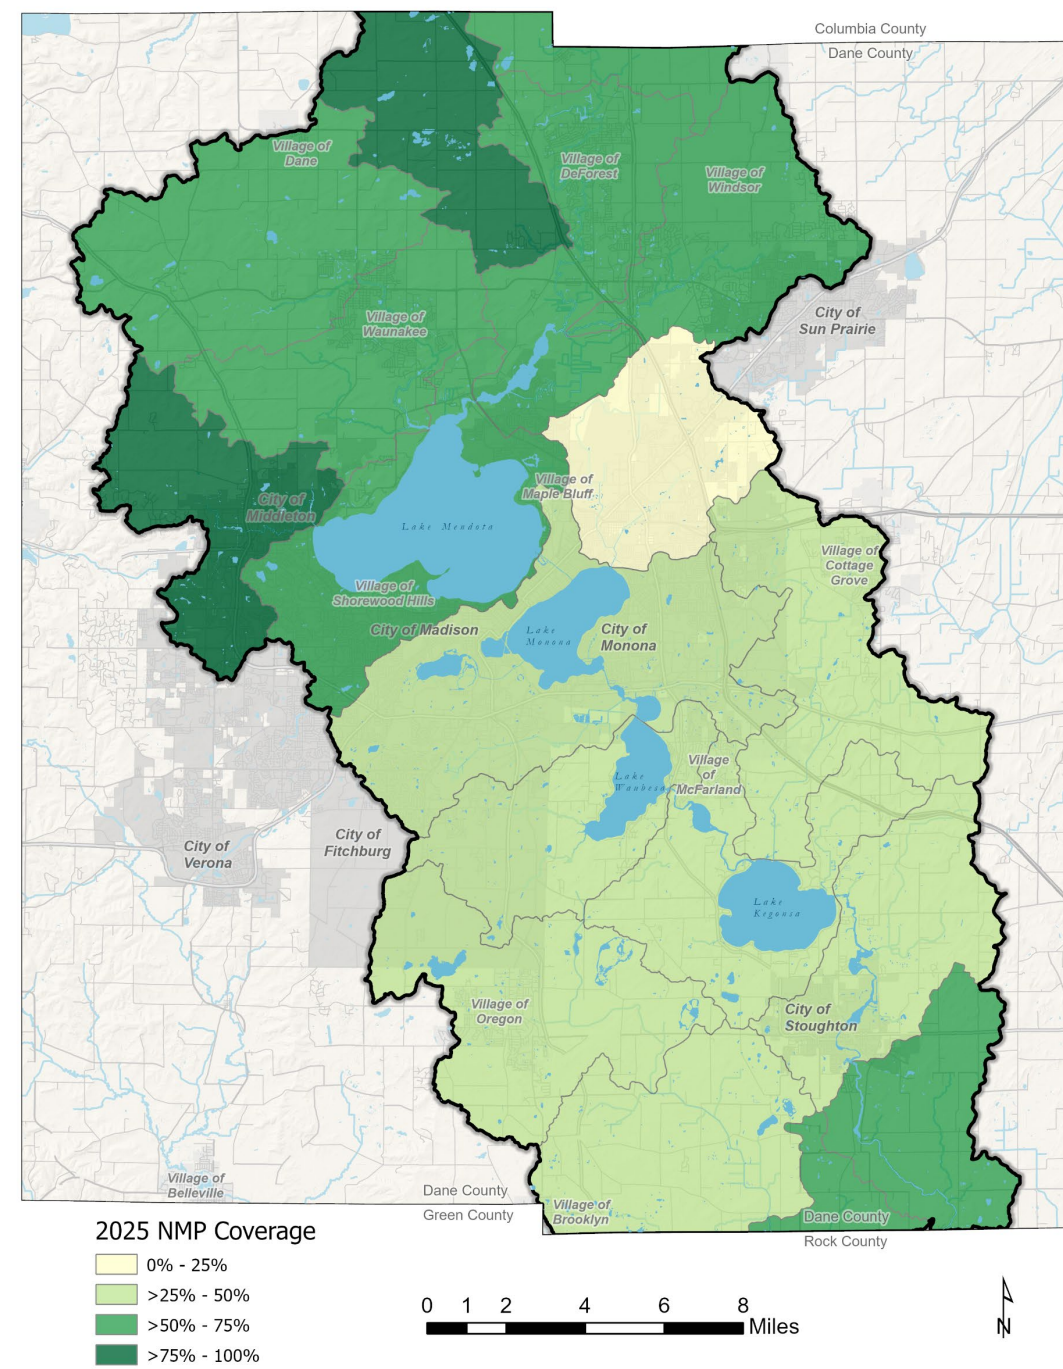 Columbia County
Dane County
Village of
Dane
Village of
DeForest
Village of
Windsor
Village of
Waunakee
City of
Sun Prairie
Village of
Maple Bluff
City of
Middleton
Lake Mendota
Village of
Cottage
Grove
Village of
Shorewood Hills
City of Madison
Lake
Monona
City of
Monona
Village
of
McFarland
Lake
Waubesa
City of
Verona
City of
Fitchburg
Lake
Kegonsa
Village of
Oregon
City of
Stoughton
Village of
Belleville
Dane County
Green County
Village of
Brooklyn
Dane County
Rock County
2025 NMP Coverage
0% - 25%
>25% - 50%
>50% - 75%
>75% - 100%
0 1 2 4 6 8
Miles
N